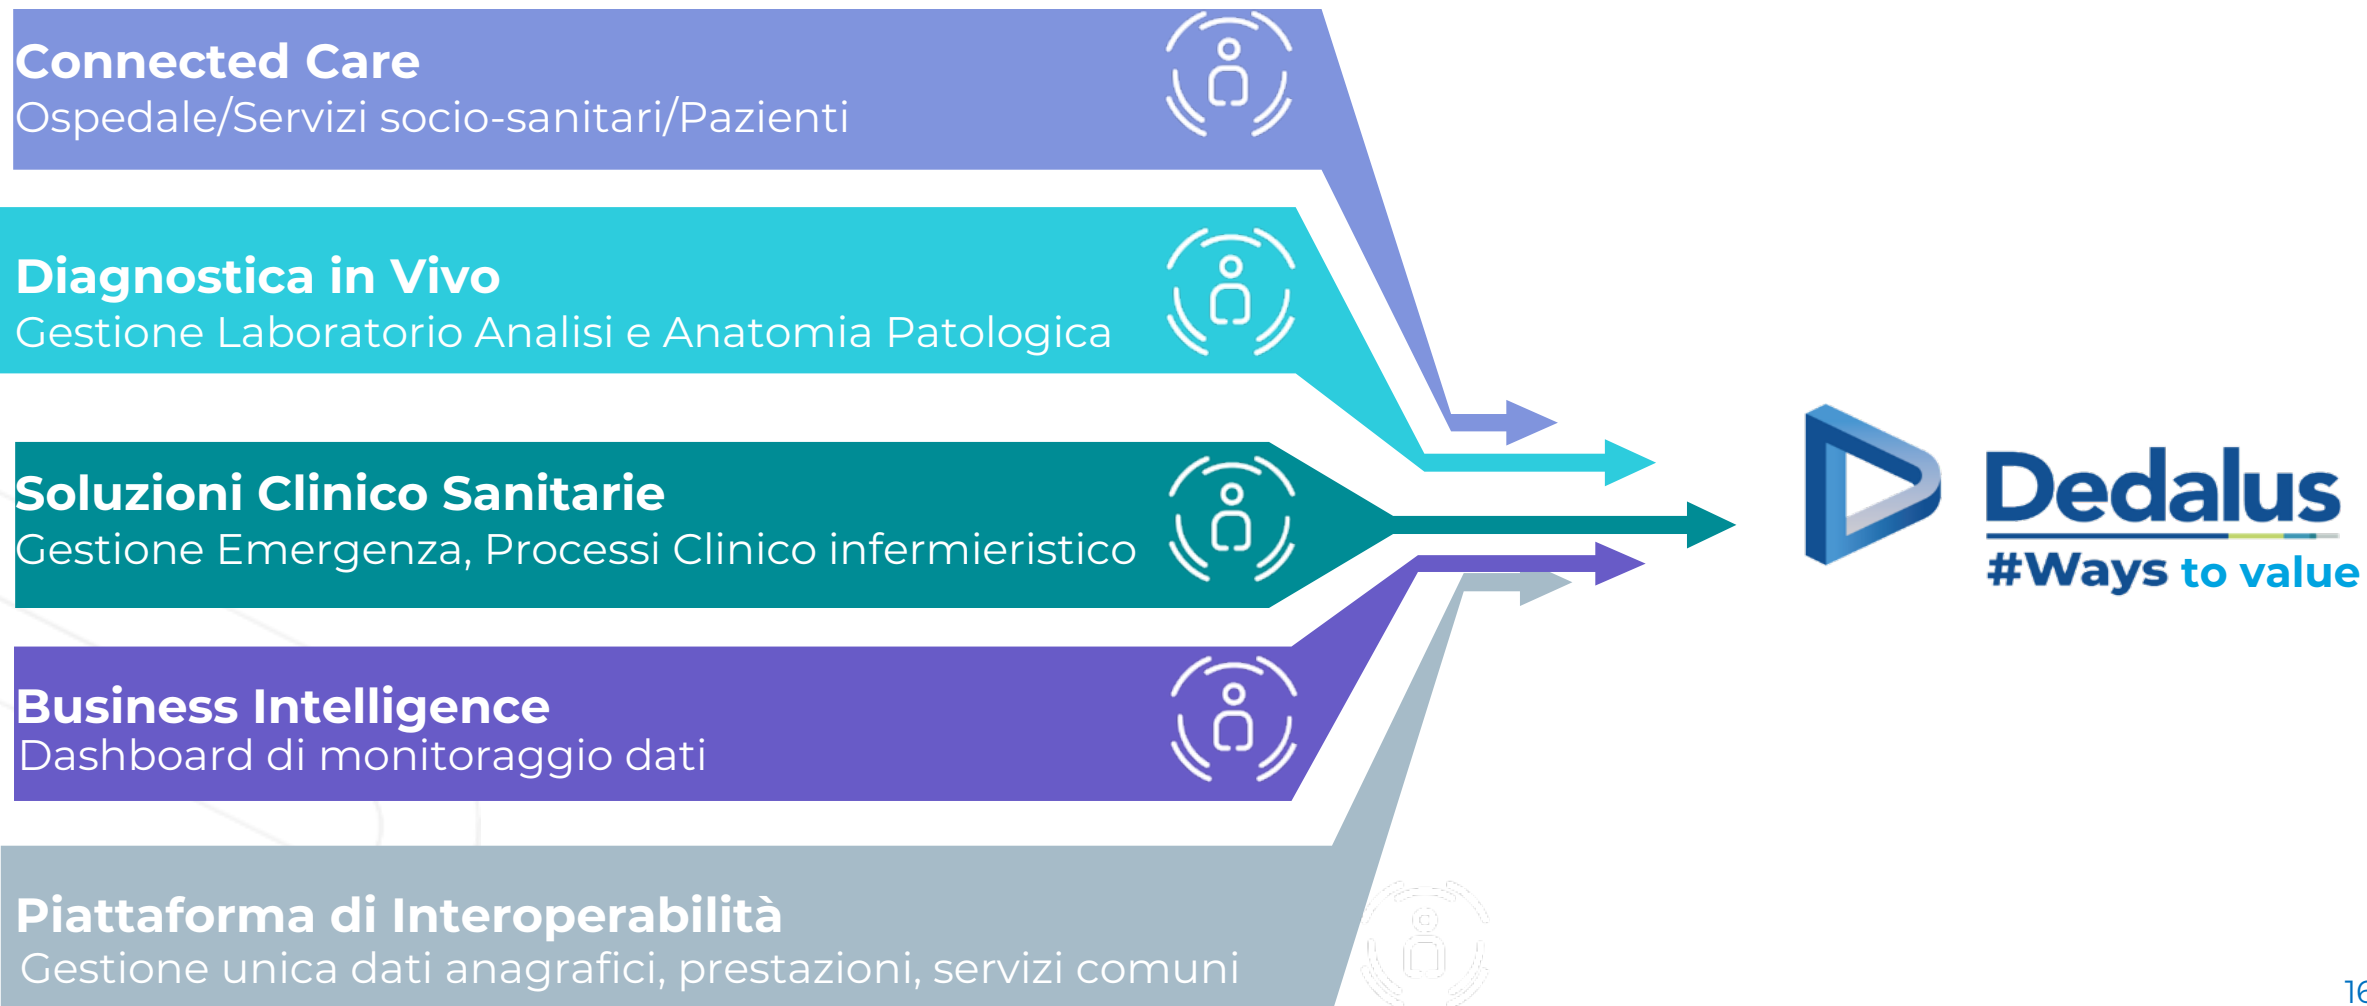 Connected Care
Ospedale/Servizi socio-sanitari/Pazienti
Diagnostica in Vivo
Gestione Laboratorio Analisi e Anatomia Patologica
Soluzioni Clinico Sanitarie
Gestione Emergenza, Processi Clinico infermieristico
Business Intelligence
Dashboard di monitoraggio dati
Piattaforma di Interoperabilità
Gestione unica dati anagrafici, prestazioni, servizi comuni
Dedalus
#Ways to value
16